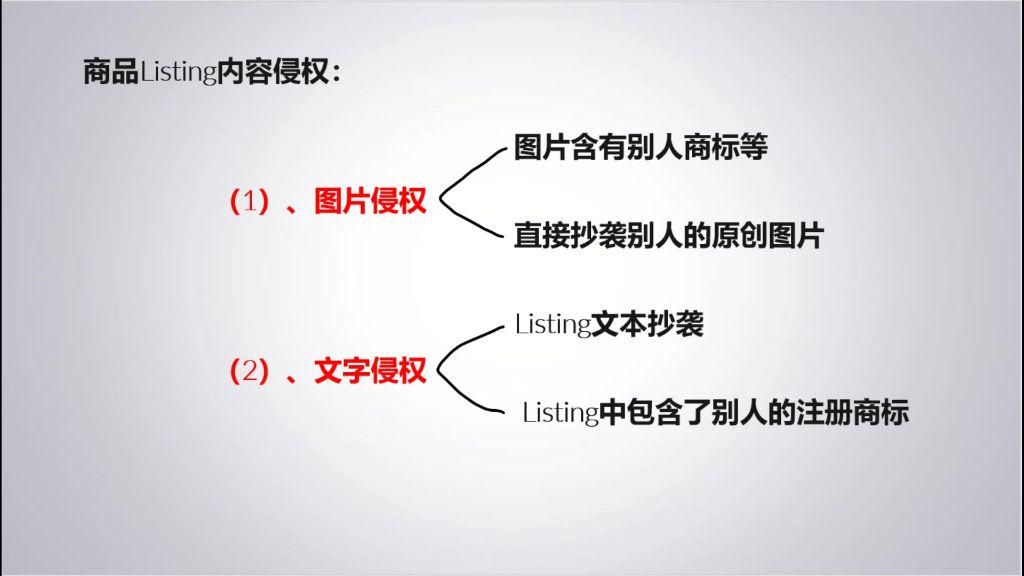 商品Listing内容侵权：
图片含有别人商标等
（1）、图片侵权
直接抄袭别人的原创图片
Listing文本抄袭
（2）、文字侵权
Listing中包含了别人的注册商标